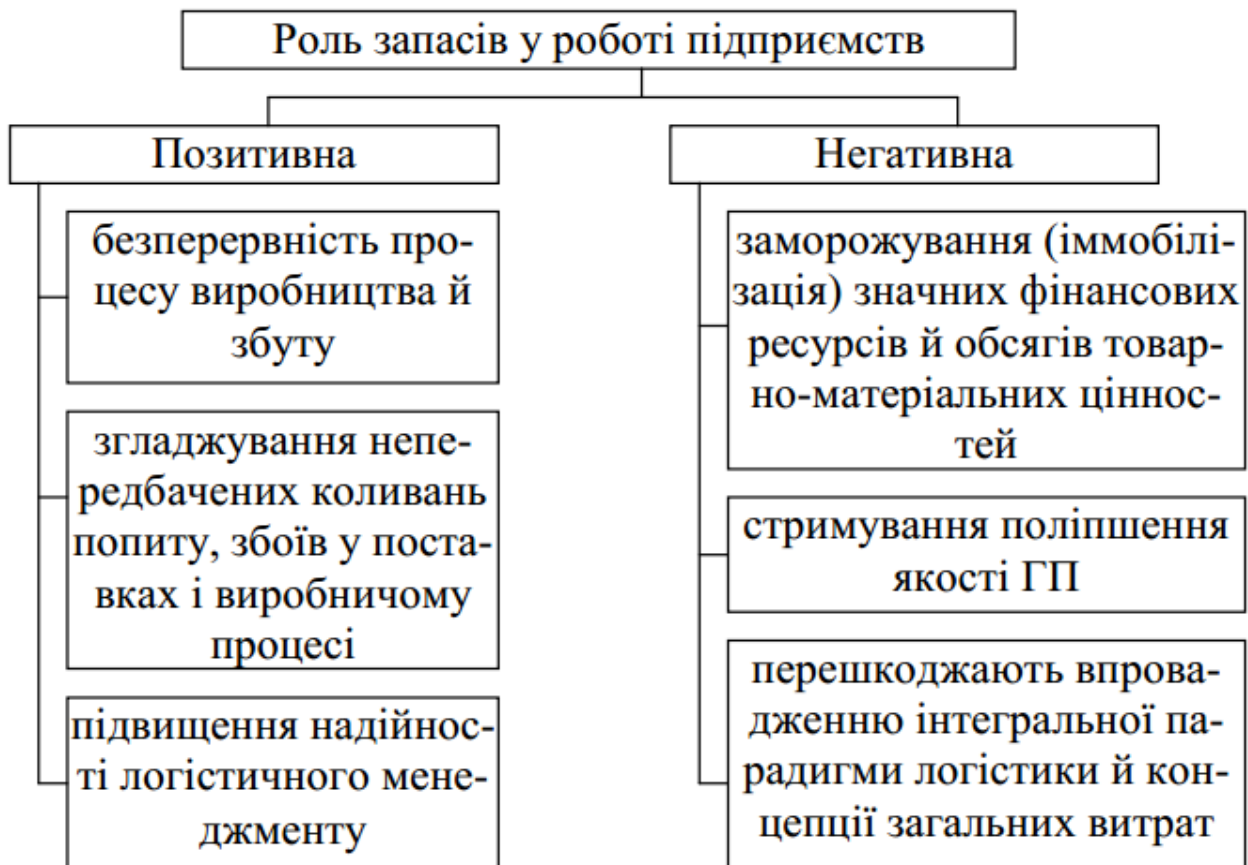 Роль запасів у роботі підприємств
Позитивна
безперервність про-
цесу виробництва й
збуту
згладжування непе-
редбачених коливань
попиту, збоїв у поста-
вках і виробничому
процесі
підвищення надійнос-
ті логістичного мене-
джменту
Негативна
заморожування (іммобілі-
зація) значних фінансових
ресурсів й обсягів товар-
но-матеріальних ціннос-
тей
стримування поліпшення
якості ГП
перешкоджають впрова-
дженню інтегральної па-
радигми логістики й кон-
цепції загальних витрат